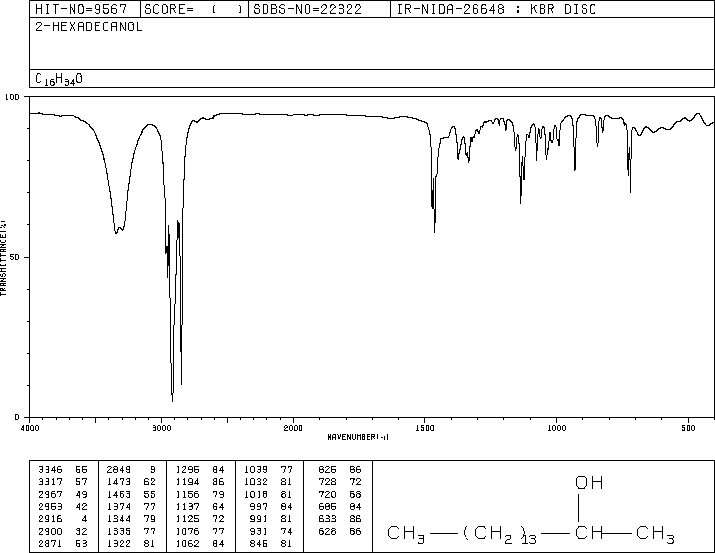 HIT-NO=9567 SCORE= ( ) SDBS-NO=22322 IR-NIDA-26648 : KBR DISC
2-HEXADECANOL
C16H34O
100
50
0
TRANSMITTANCE(%)
4000 3000 2000 1500 1000 500
WAVENUMBER(-1)
3346 55 2849 9 1296 84 1039 77 826 86
3317 57 1473 62 1194 86 1032 81 728 72
2967 49 1463 55 1156 79 1018 81 720 68
2953 42 1374 77 1137 64 997 84 686 84
2916 4 1344 79 1125 72 991 81 633 86
2900 32 1335 77 1076 77 931 74 626 86
2871 63 1322 81 1062 84 846 81
OH
CH3 (CH2)13 CH CH3